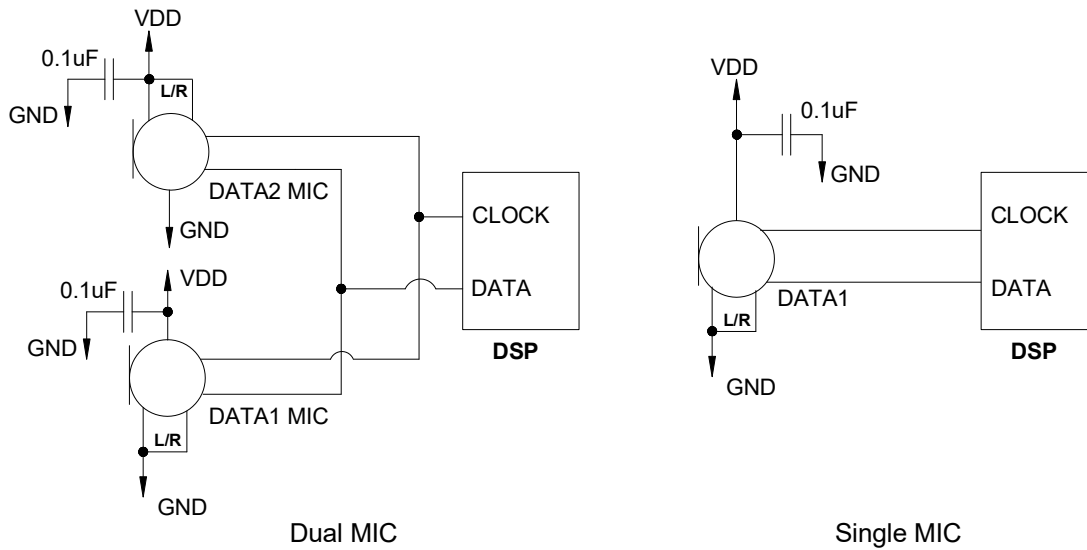 VDD
0.1uF
L/R
GND
DATA2 MIC
GND
CLOCK
DATA
DSP
VDD
0.1uF
GND
DATA1 MIC
L/R
GND
Dual MIC
VDD
0.1uF
GND
CLOCK
DATA
DSP
DATA1
L/R
GND
Single MIC